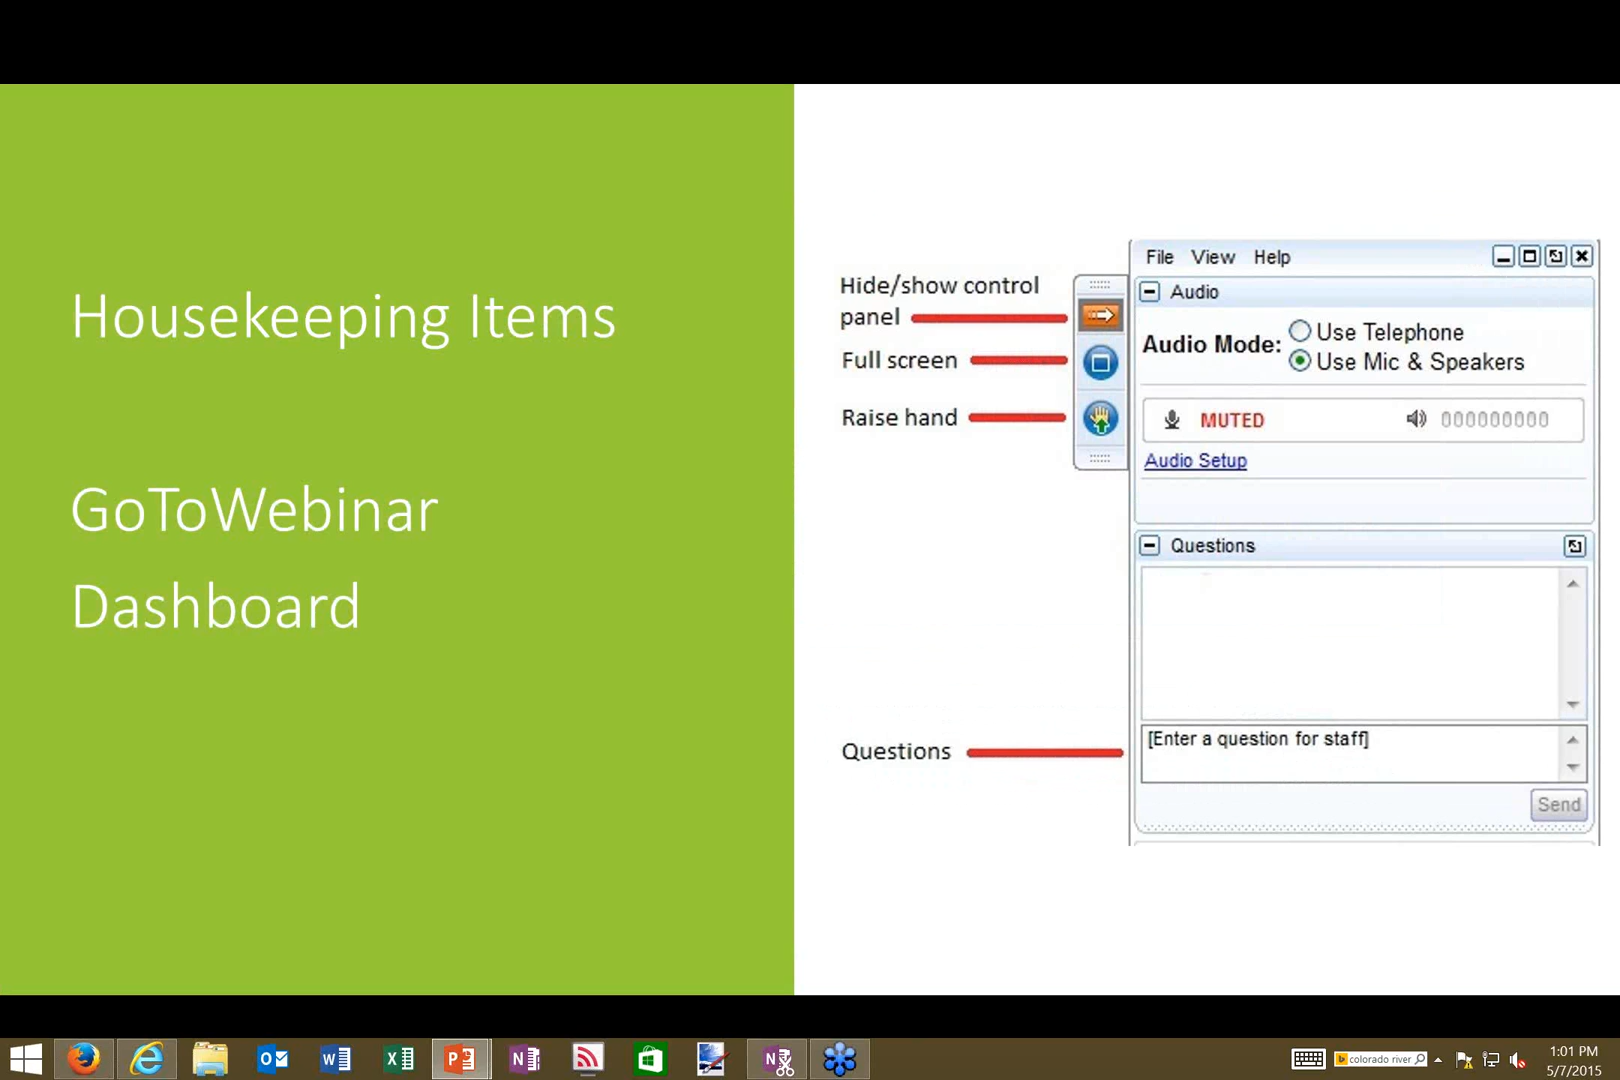 Housekeeping Items
GoToWebinar
Dashboard
Hide/show control
panel
Full screen
Raise hand
Questions
File View Help
Audio
Audio Mode:
Use Telephone
Use Mic & Speakers
MUTED
000000000
Audio Setup
Questions
[Enter a question for staff]
Send
colorado river
1:01 PM
5/7/2015